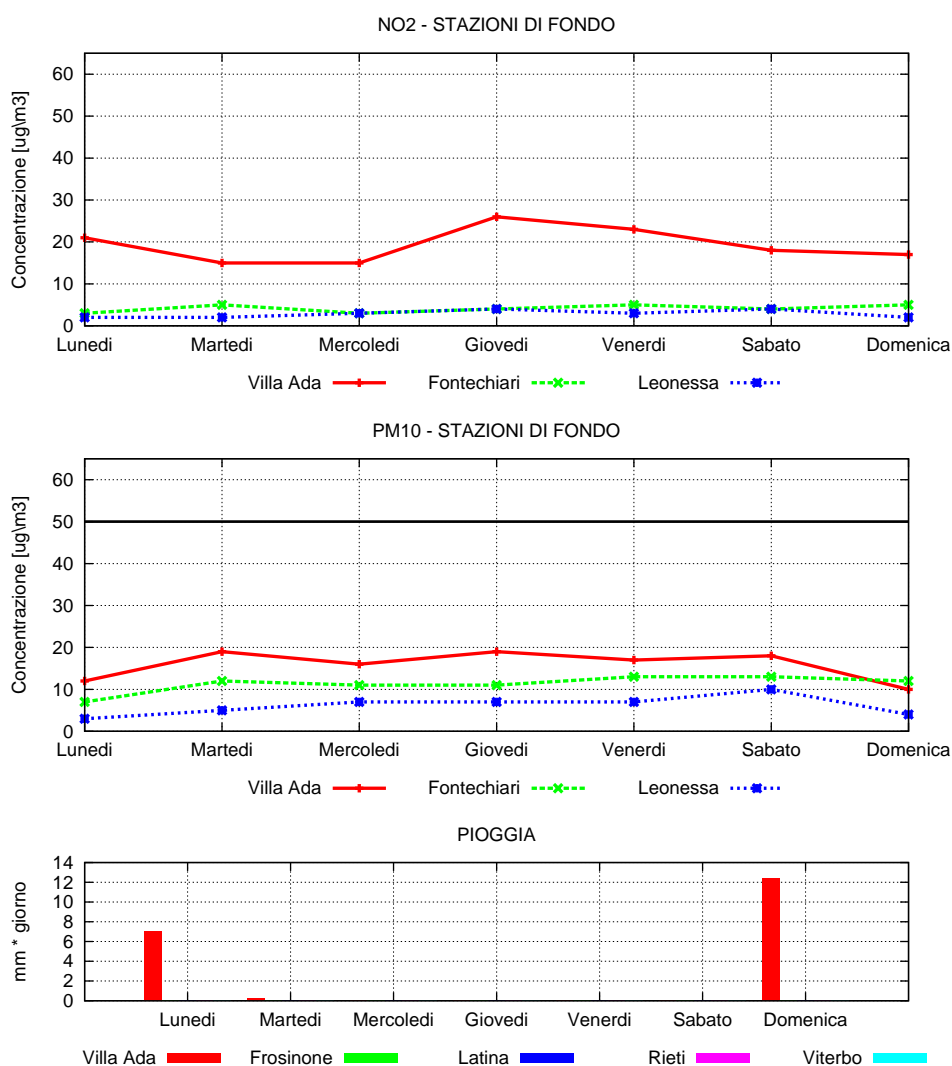 NO2 - STAZIONI DI FONDO
Concentrazione [ug\m3]
60
50
40
30
20
10
0
Lunedi Martedi Mercoledi Giovedi Venerdi Sabato Domenica
Villa Ada Fontechiari Leonessa
PM10 - STAZIONI DI FONDO
Concentrazione [ug\m3]
60
50
40
30
20
10
0
Lunedi Martedi Mercoledi Giovedi Venerdi Sabato Domenica
Villa Ada Fontechiari Leonessa
PIOGGIA
mm * giorno
14
12
10
8
6
4
2
0
Lunedi Martedi Mercoledi Giovedi Venerdi Sabato Domenica
Villa Ada Frosinone Latina Rieti Viterbo